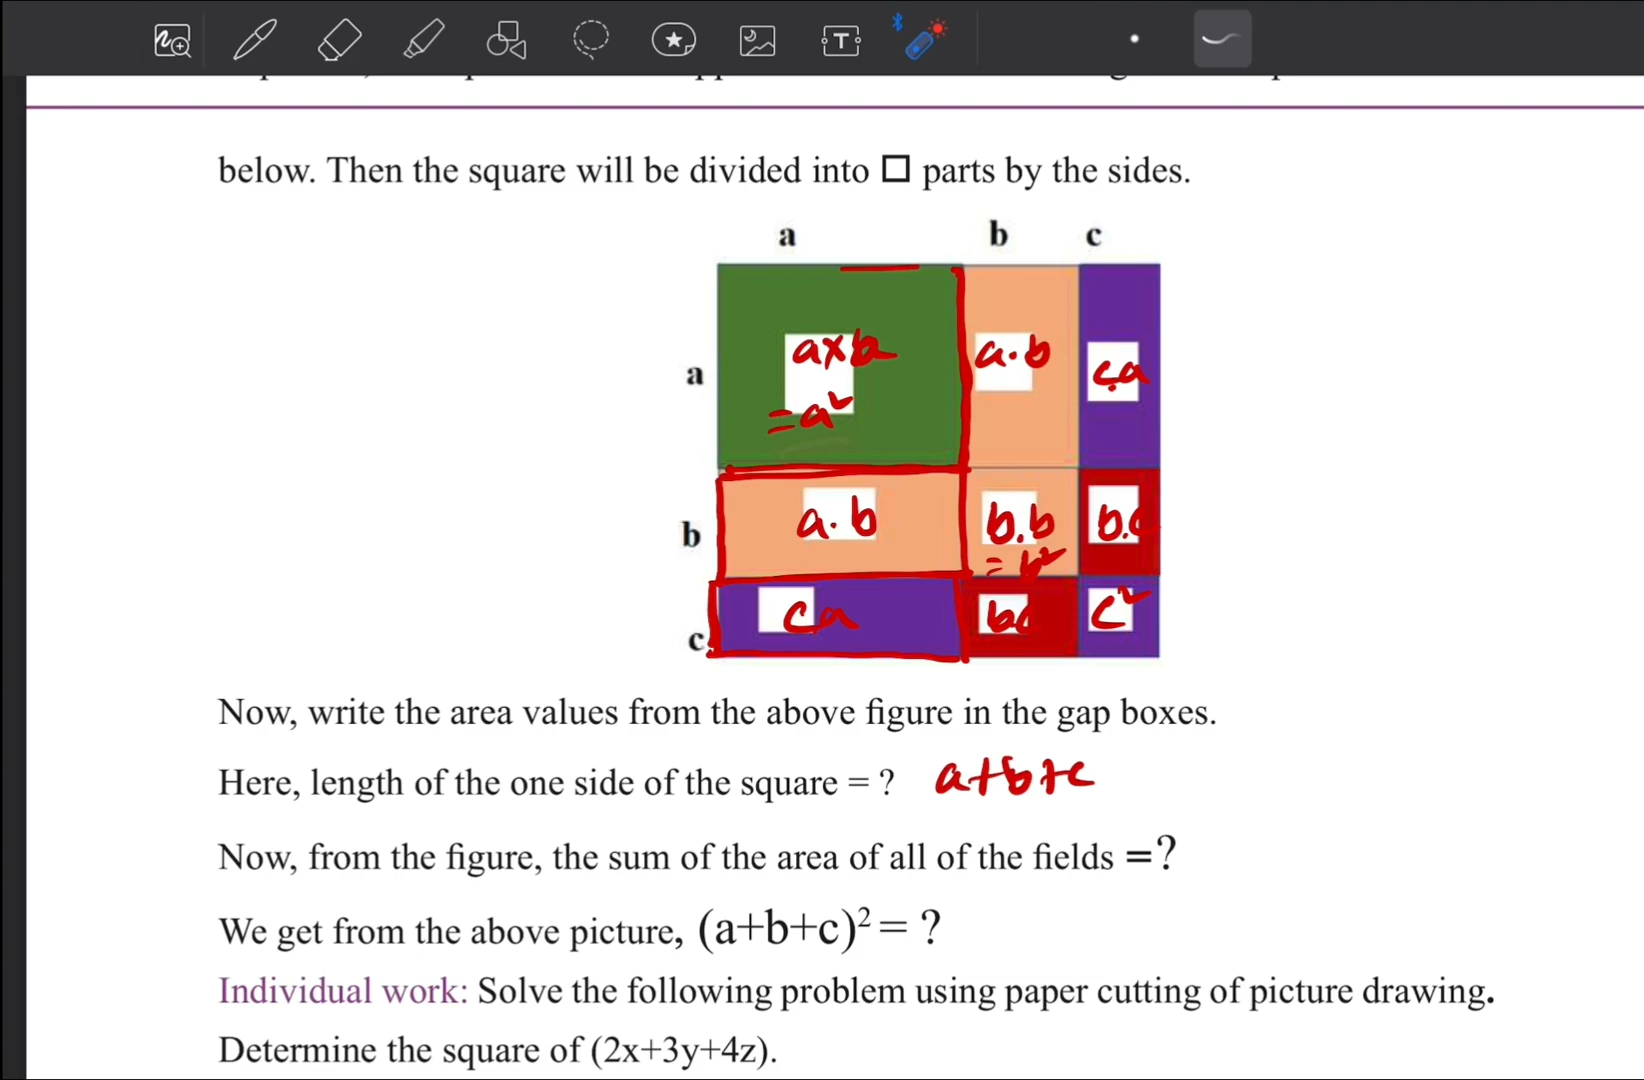 below. Then the square will be divided into □ parts by the sides.
a b c
a
a×a
=a²
a.b
ca
b
a.b
b.b
= b²
b.c
c
ca
bc
c²
Now, write the area values from the above figure in the gap boxes.
Here, length of the one side of the square = ? a+b+c
Now, from the figure, the sum of the area of all of the fields =?
We get from the above picture, (a+b+c)² = ?
Individual work: Solve the following problem using paper cutting of picture drawing.
Determine the square of (2x+3y+4z).